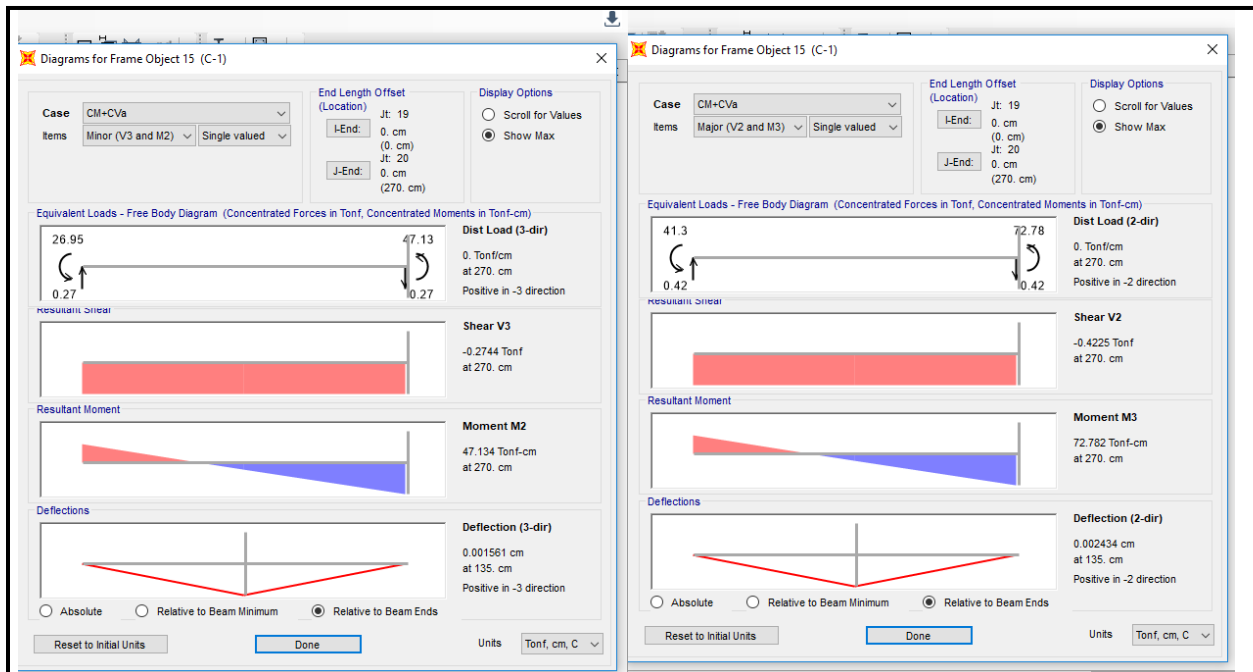 Diagrams for Frame Object 15 (C-1)
Case CM+CVa
Items Minor (V3 and M2) Single valued
End Length Offset
(Location)
I-End: Jt: 19
0. cm
(0. cm)
J-End: Jt: 20
0. cm
(270. cm)
Display Options
Scroll for Values
Show Max
Equivalent Loads - Free Body Diagram (Concentrated Forces in Tonf, Concentrated Moments in Tonf-cm)
26.95 47.13
0.27 0.27
Dist Load (3-dir)
0. Tonf/cm
at 270. cm
Positive in -3 direction
Resultant Shear
Shear V3
-0.2744 Tonf
at 270. cm
Resultant Moment
Moment M2
47.134 Tonf-cm
at 270. cm
Deflections
Deflection (3-dir)
0.001561 cm
at 135. cm
Positive in -3 direction
Absolute Relative to Beam Minimum Relative to Beam Ends
Reset to Initial Units Done Units Tonf, cm, C
Diagrams for Frame Object 15 (C-1)
Case CM+CVa
Items Major (V2 and M3) Single valued
End Length Offset
(Location)
I-End: Jt: 19
0. cm
(0. cm)
J-End: Jt: 20
0. cm
(270. cm)
Display Options
Scroll for Values
Show Max
Equivalent Loads - Free Body Diagram (Concentrated Forces in Tonf, Concentrated Moments in Tonf-cm)
41.3 72.78
0.42 0.42
Dist Load (2-dir)
0. Tonf/cm
at 270. cm
Positive in -2 direction
Resultant Shear
Shear V2
-0.4225 Tonf
at 270. cm
Resultant Moment
Moment M3
72.782 Tonf-cm
at 270. cm
Deflections
Deflection (2-dir)
0.002434 cm
at 135. cm
Positive in -2 direction
Absolute Relative to Beam Minimum Relative to Beam Ends
Reset to Initial Units Done Units Tonf, cm, C